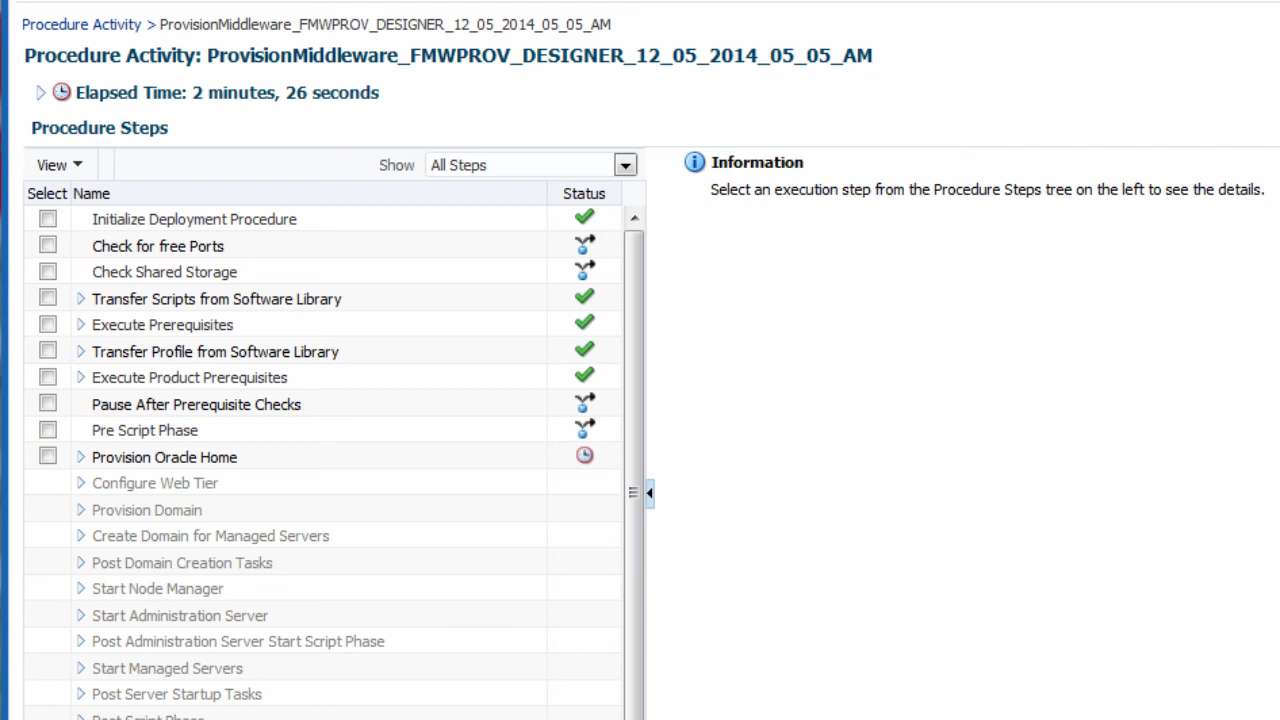 Procedure Activity > ProvisionMiddleware_FMWPROV_DESIGNER_12_05_2014_05_05_AM
Procedure Activity: ProvisionMiddleware_FMWPROV_DESIGNER_12_05_2014_05_05_AM
Elapsed Time: 2 minutes, 26 seconds
Procedure Steps
View Show All Steps
Select Name Status
Initialize Deployment Procedure
Check for free Ports
Check Shared Storage
Transfer Scripts from Software Library
Execute Prerequisites
Transfer Profile from Software Library
Execute Product Prerequisites
Pause After Prerequisite Checks
Pre Script Phase
Provision Oracle Home
Configure Web Tier
Provision Domain
Create Domain for Managed Servers
Post Domain Creation Tasks
Start Node Manager
Start Administration Server
Post Administration Server Start Script Phase
Start Managed Servers
Post Server Startup Tasks
Post Script Phase
Information
Select an execution step from the Procedure Steps tree on the left to see the details.